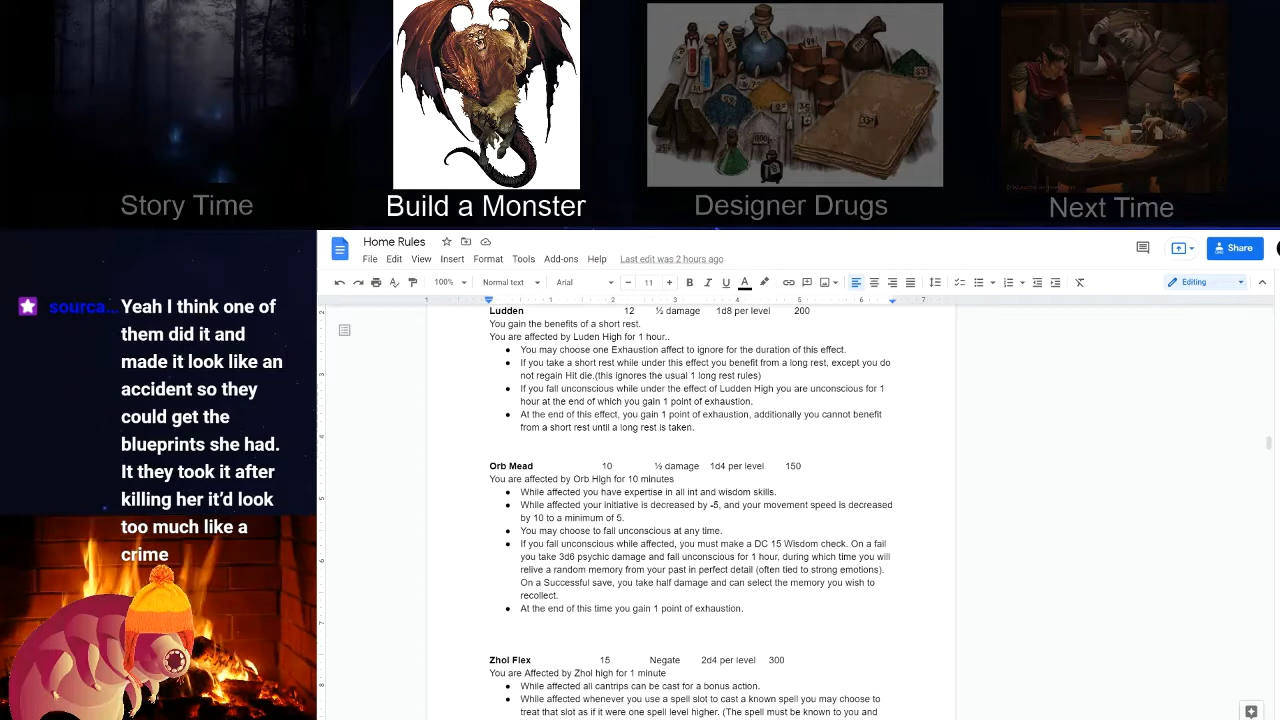 Story Time
Build a Monster
Designer Drugs
Next Time
Home Rules
File Edit View Insert Format Tools Add-ons Help Last edit was 2 hours ago
Share
100% Normal text Arial 11 B I U A Editing
sourca... Yeah I think one of
them did it and
made it look like an
accident so they
could get the
blueprints she had.
It they took it after
killing her it'd look
too much like a
crime
Ludden 12 ½ damage 1d8 per level 200
You gain the benefits of a short rest.
You are affected by Luden High for 1 hour..
● You may choose one Exhaustion affect to ignore for the duration of this effect.
● If you take a short rest while under this effect you benefit from a long rest, except you do
not regain Hit die.(this ignores the usual 1 long rest rules)
● If you fall unconscious while under the effect of Ludden High you are unconscious for 1
hour at the end of which you gain 1 point of exhaustion.
● At the end of this effect, you gain 1 point of exhaustion, additionally you cannot benefit
from a short rest until a long rest is taken.
Orb Mead 10 ½ damage 1d4 per level 150
You are affected by Orb High for 10 minutes
● While affected you have expertise in all int and wisdom skills.
● While affected your initiative is decreased by -5, and your movement speed is decreased
by 10 to a minimum of 5.
● You may choose to fall unconscious at any time.
● If you fall unconscious while affected, you must make a DC 15 Wisdom check. On a fail
you take 3d6 psychic damage and fall unconscious for 1 hour, during which time you will
relive a random memory from your past in perfect detail (often tied to strong emotions).
On a Successful save, you take half damage and can select the memory you wish to
recollect.
● At the end of this time you gain 1 point of exhaustion.
Zhol Flex 15 Negate 2d4 per level 300
You are Affected by Zhol high for 1 minute
● While affected all cantrips can be cast for a bonus action.
● While affected whenever you use a spell slot to cast a known spell you may choose to
treat that slot as if it were one spell level higher. (The spell must be known to you and